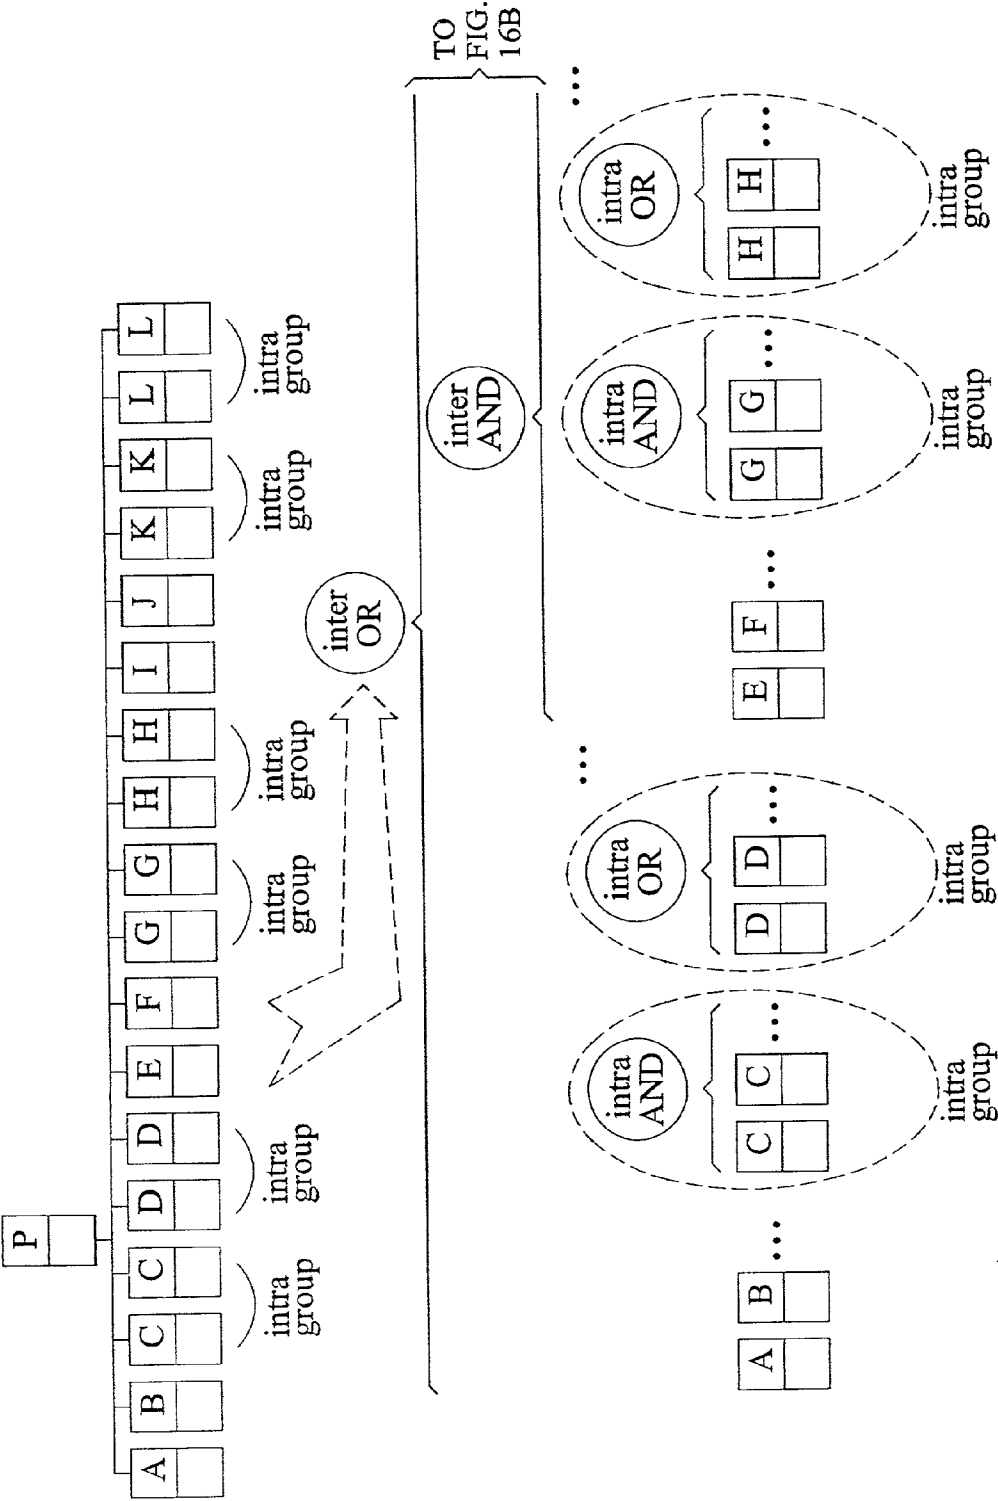 P
A B C C D D E F G G H H I J K K L L
intra intra intra intra intra intra
group group group group group group
inter
OR
TO
FIG.
16B
inter
AND
... ...
intra intra intra intra
AND OR AND OR
A B ... C C ... D D ... E F ... G G ... H H ...
intra intra intra intra
group group group group